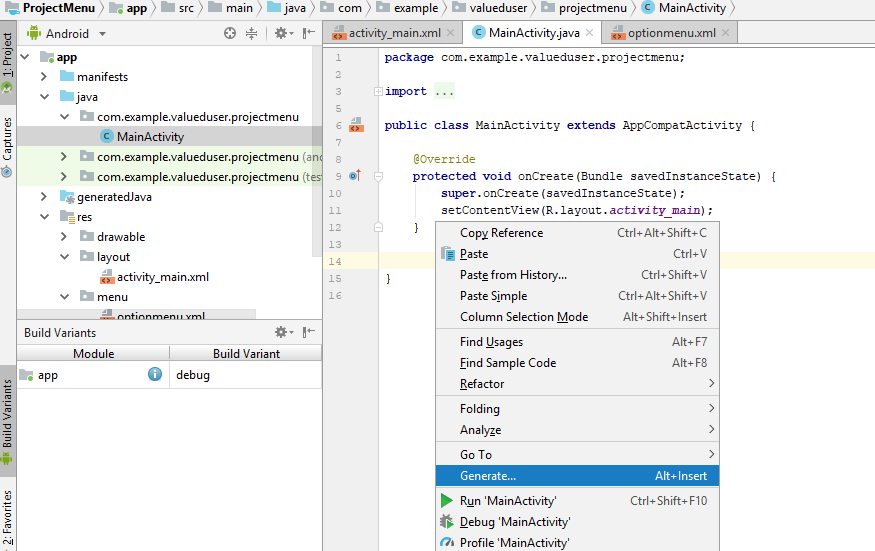 ProjectMenu app src main java com example valueduser projectmenu MainActivity
Android
activity_main.xml MainActivity.java optionmenu.xml
1: Project
Captures
Build Variants
2: Favorites
app
manifests
java
com.example.valueduser.projectmenu
MainActivity
com.example.valueduser.projectmenu (and
com.example.valueduser.projectmenu (test
generatedJava
res
drawable
layout
activity_main.xml
menu
optionmenu.xml
Build Variants
Module Build Variant
app debug
1 package com.example.valueduser.projectmenu;
2
3 import ...
5
6 public class MainActivity extends AppCompatActivity {
7
8 @Override
9 protected void onCreate(Bundle savedInstanceState) {
10 super.onCreate(savedInstanceState);
11 setContentView(R.layout.activity_main);
12 }
13
14
15 }
16
Copy Reference Ctrl+Alt+Shift+C
Paste Ctrl+V
Paste from History... Ctrl+Shift+V
Paste Simple Ctrl+Alt+Shift+V
Column Selection Mode Alt+Shift+Insert
Find Usages Alt+F7
Find Sample Code Alt+F8
Refactor
Folding
Analyze
Go To
Generate... Alt+Insert
Run 'MainActivity' Ctrl+Shift+F10
Debug 'MainActivity'
Profile 'MainActivity'